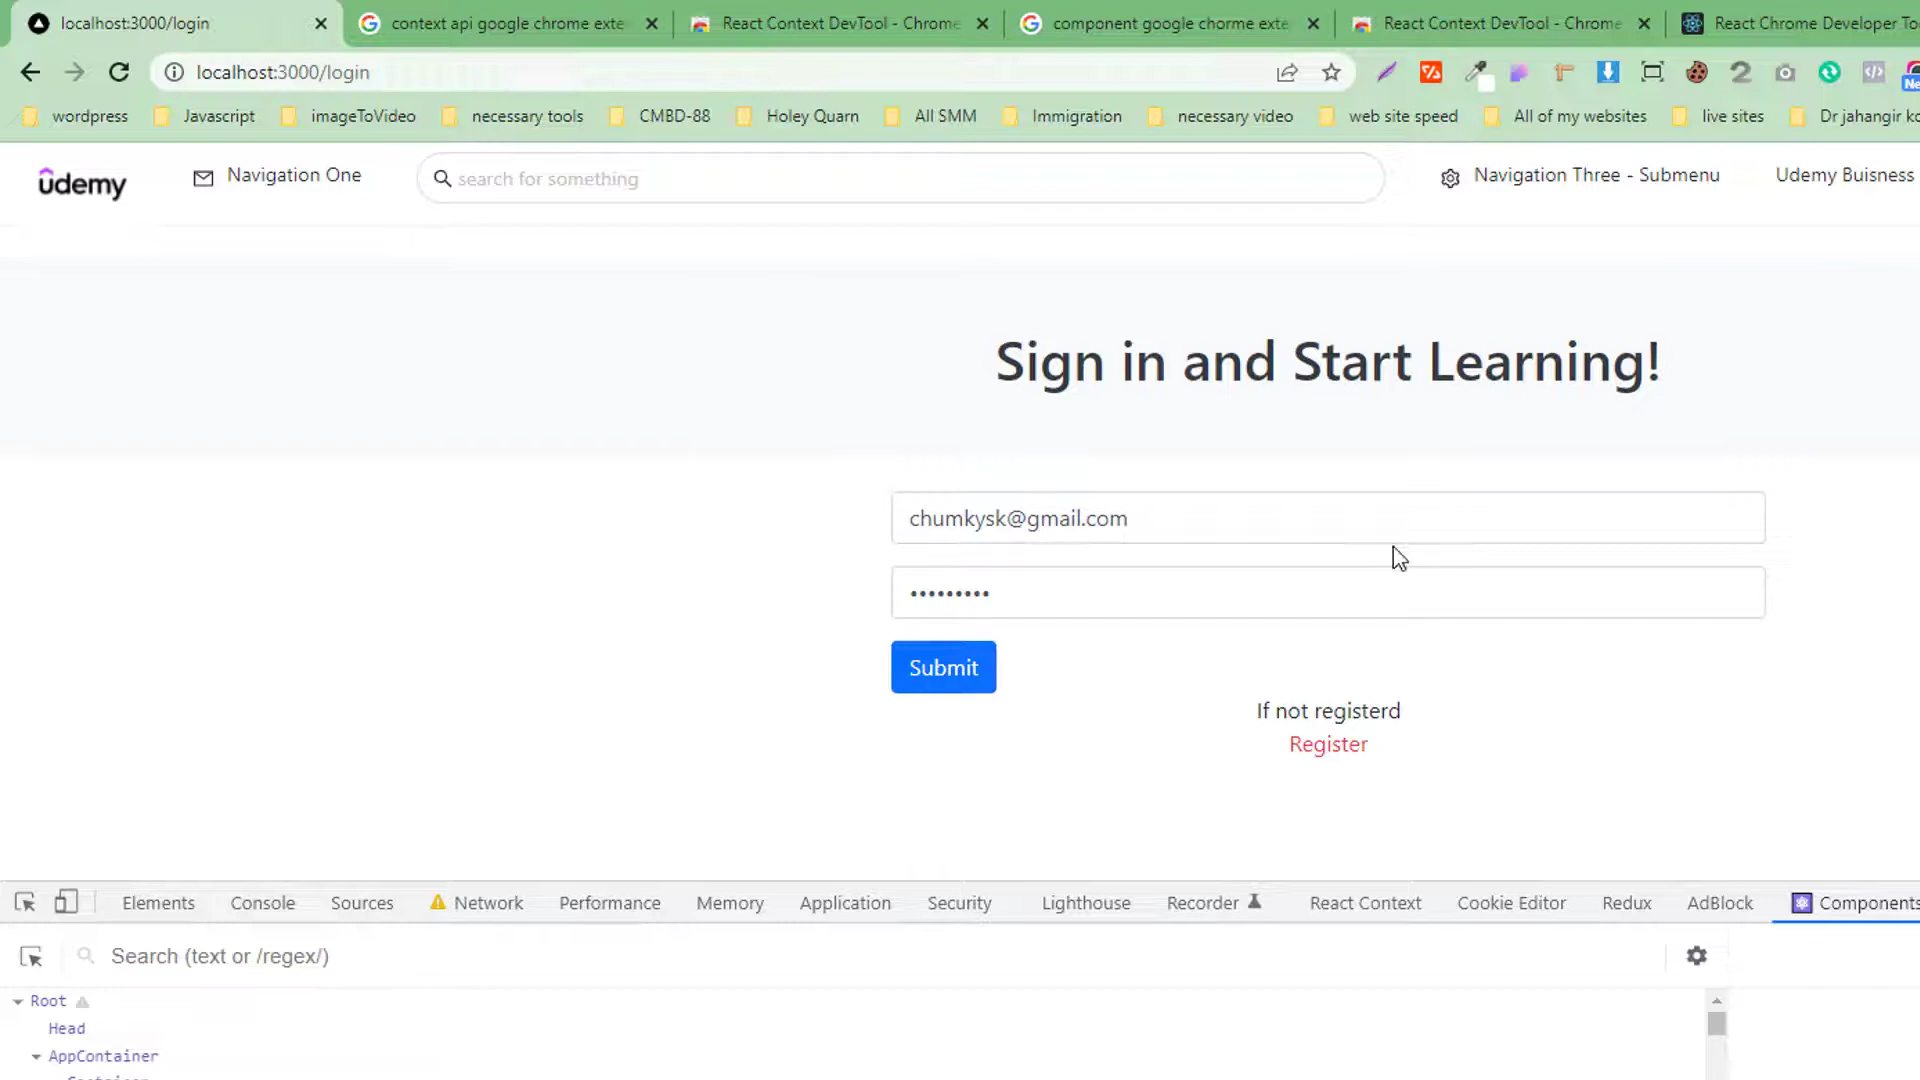 localhost:3000/login
context api google chrome exte
React Context DevTool - Chrome
component google chorme exte
React Context DevTool - Chrome
React Chrome Developer To
localhost:3000/login
Ne
wordpress
Javascript
imageToVideo
necessary tools
CMBD-88
Holey Quarn
All SMM
Immigration
necessary video
web site speed
All of my websites
live sites
Dr jahangir ko
udemy
Navigation One
search for something
Navigation Three - Submenu
Udemy Buisness
Sign in and Start Learning!
chumkysk@gmail.com
•••••••••
Submit
If not registerd
Register
Elements
Console
Sources
Network
Performance
Memory
Application
Security
Lighthouse
Recorder
React Context
Cookie Editor
Redux
AdBlock
Components
Search (text or /regex/)
Root
Head
AppContainer
Container